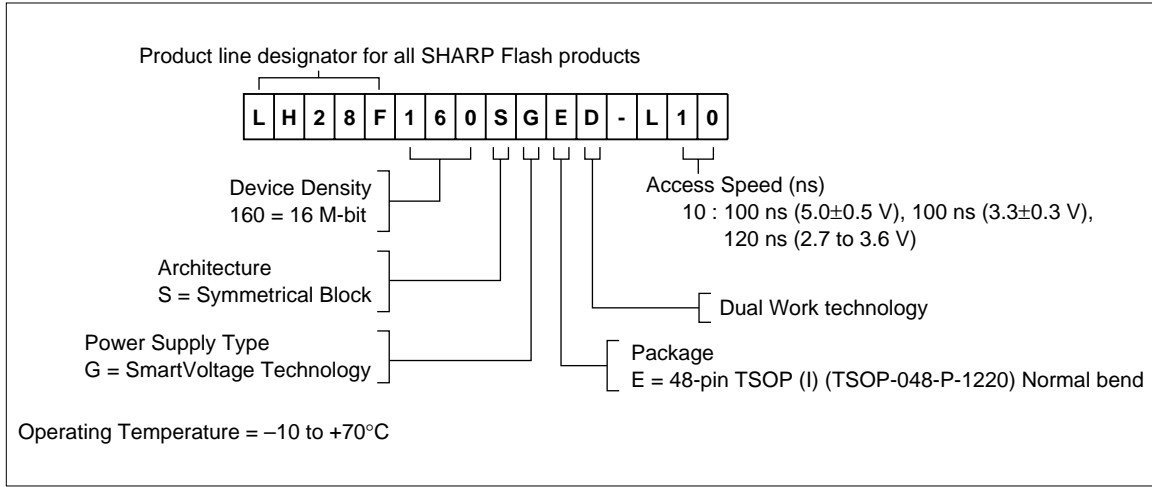 Product line designator for all SHARP Flash products
L H 2 8 F 1 6 0 S G E D - L 1 0
Device Density
160 = 16 M-bit
Access Speed (ns)
10 : 100 ns (5.0±0.5 V), 100 ns (3.3±0.3 V),
120 ns (2.7 to 3.6 V)
Architecture
S = Symmetrical Block
Dual Work technology
Power Supply Type
G = SmartVoltage Technology
Package
E = 48-pin TSOP (I) (TSOP-048-P-1220) Normal bend
Operating Temperature = –10 to +70°C